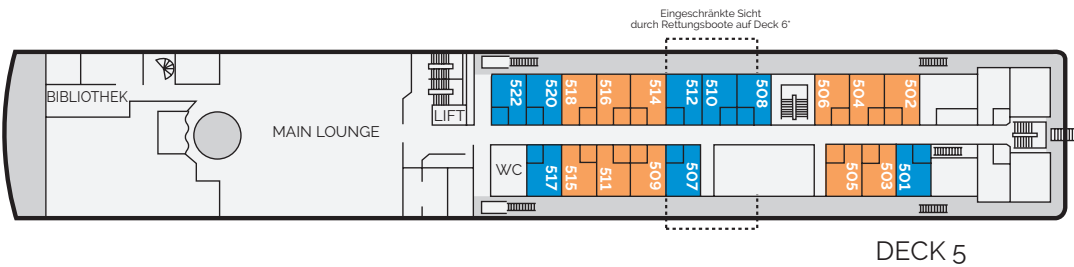 Eingeschränkte Sicht
durch Rettungsboote auf Deck 6*
BIBLIOTHEK
MAIN LOUNGE
LIFT
WC
522
520
518
516
514
512
510
508
506
504
502
517
515
511
509
507
505
503
501
DECK 5